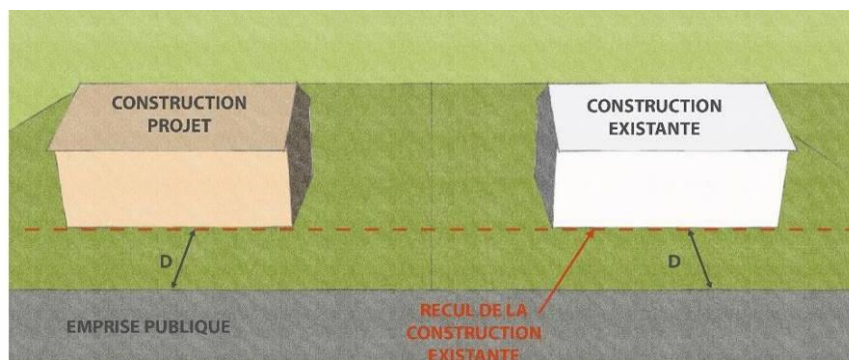 CONSTRUCTION
PROJET
CONSTRUCTION
EXISTANTE
D
D
EMPRISE PUBLIQUE
RECUL DE LA
CONSTRUCTION
EXISTANTE